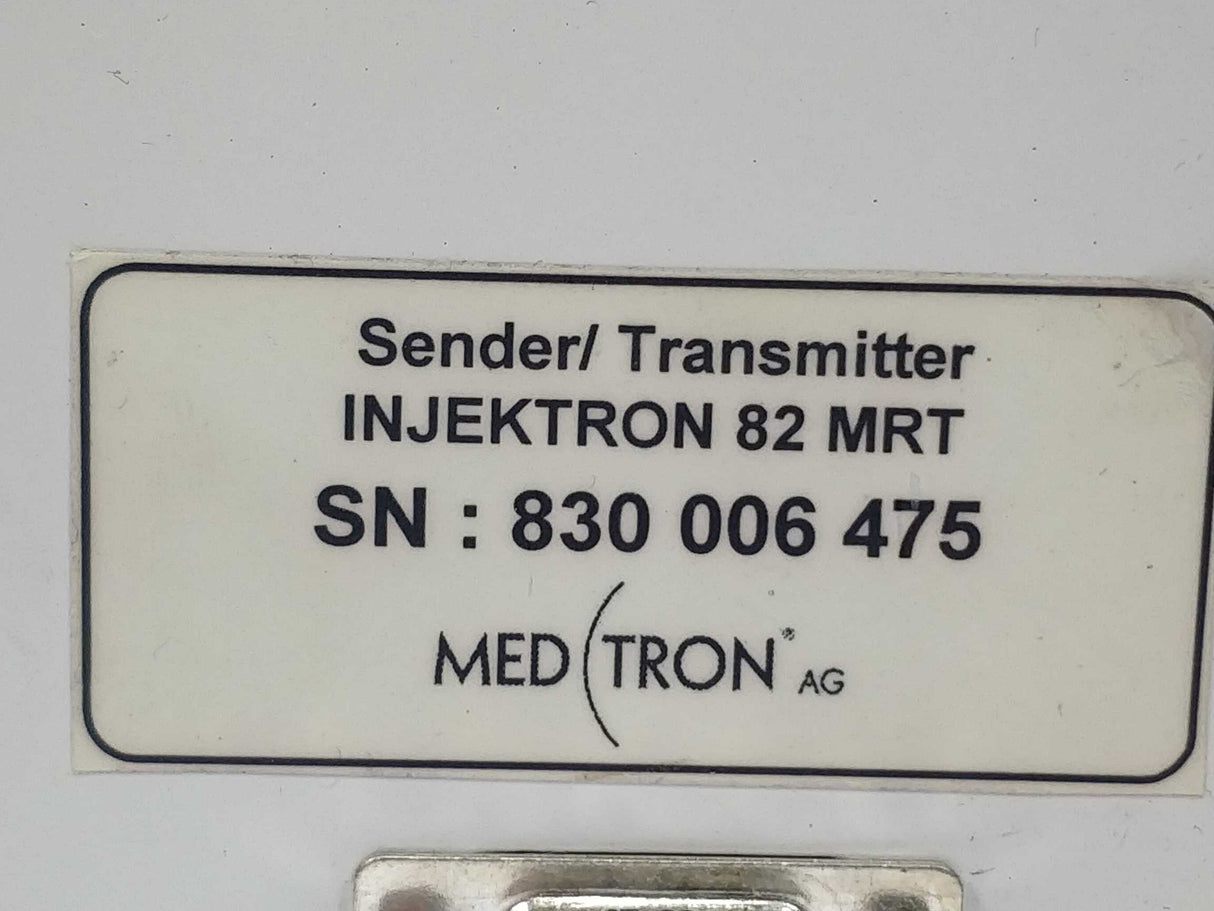 Sender/ Transmitter
INJEKTRON 82 MRT
SN : 830 006 475
MED(TRON® AG